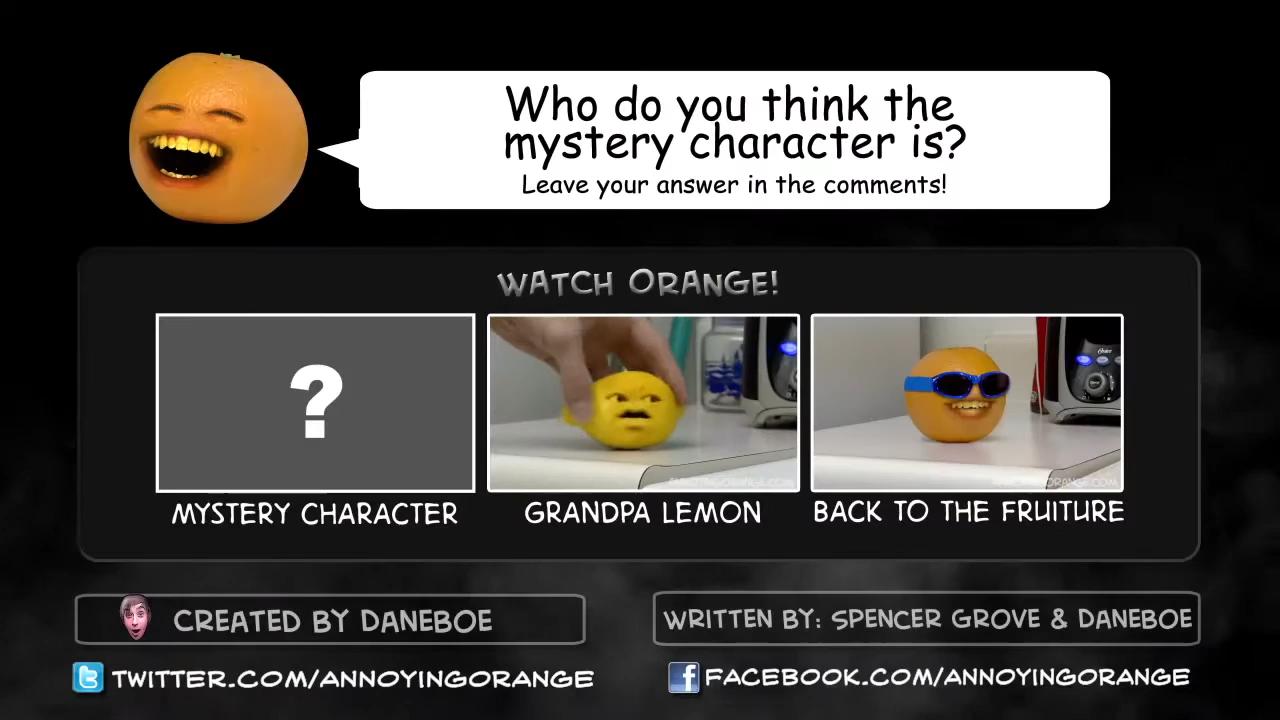 Who do you think the
mystery character is?
Leave your answer in the comments!
WATCH ORANGE!
?
MYSTERY CHARACTER
GRANDPA LEMON
BACK TO THE FRUITURE
CREATED BY DANEBOE
WRITTEN BY: SPENCER GROVE & DANEBOE
TWITTER.COM/ANNOYINGORANGE
FACEBOOK.COM/ANNOYINGORANGE